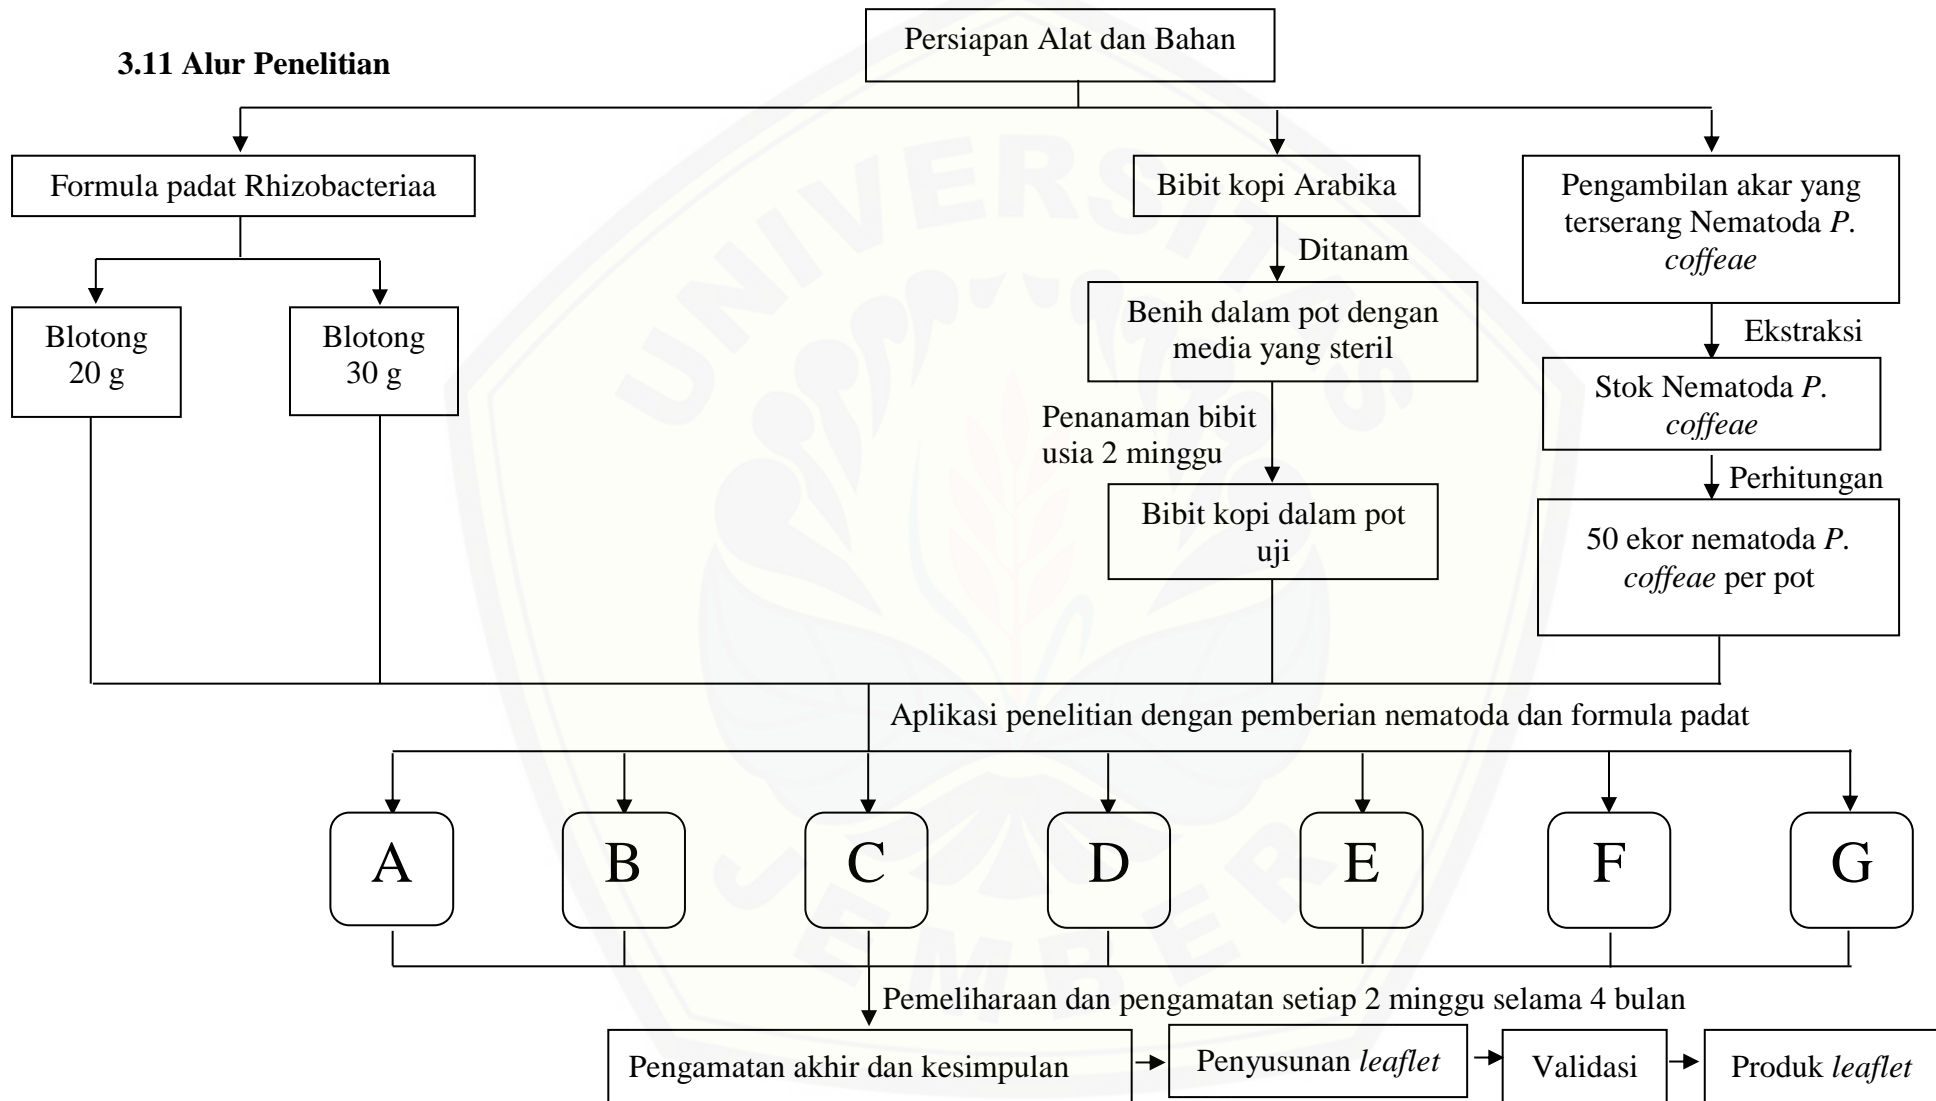 3.11 Alur Penelitian
Persiapan Alat dan Bahan
Formula padat Rhizobacteriaa
Blotong
20 g
Blotong
30 g
Bibit kopi Arabika
Ditanam
Benih dalam pot dengan
media yang steril
Penanaman bibit
usia 2 minggu
Bibit kopi dalam pot
uji
Pengambilan akar yang
terserang Nematoda P.
coffeae
Ekstraksi
Stok Nematoda P.
coffeae
Perhitungan
50 ekor nematoda P.
coffeae per pot
Aplikasi penelitian dengan pemberian nematoda dan formula padat
A
B
C
D
E
F
G
Pemeliharaan dan pengamatan setiap 2 minggu selama 4 bulan
Pengamatan akhir dan kesimpulan
Penyusunan leaflet
Validasi
Produk leaflet
UNIVERSITAS
JEMBER